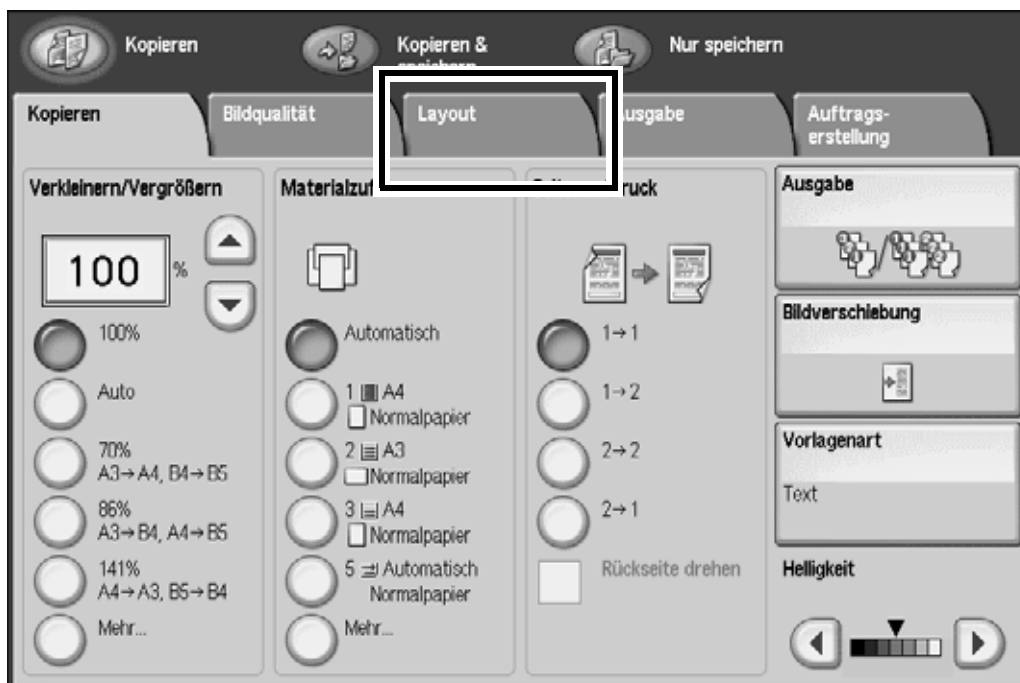 Kopieren
Kopieren &
Nur speichern
Kopieren
Bildqualität
Layout
Auftrags-
erstellung
Verkleinern/Vergrößern
100 %
100%
Auto
70%
A3→A4, B4→B5
86%
A3→B4, A4→B5
141%
A4→A3, B5→B4
Mehr...
Automatisch
1 A4
Normalpapier
2 A3
Normalpapier
3 A4
Normalpapier
5 Automatisch
Normalpapier
Mehr...
1→1
1→2
2→2
2→1
Rückseite drehen
Ausgabe
Bildverschiebung
Vorlagenart
Text
Helligkeit